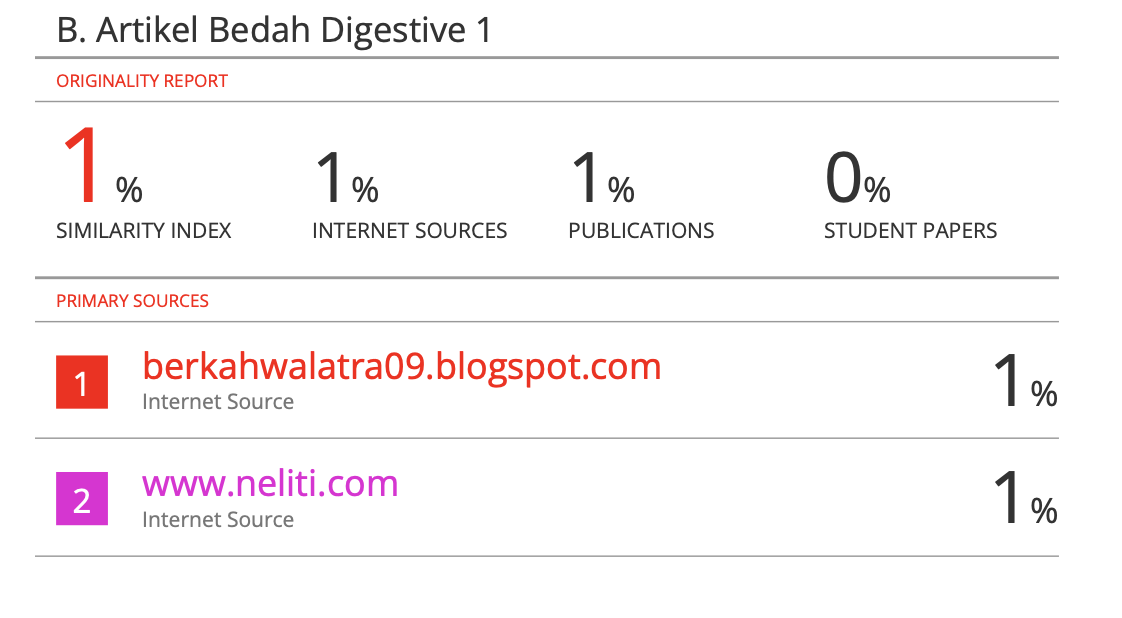 B. Artikel Bedah Digestive 1
ORIGINALITY REPORT
1% 1% 1% 0%
SIMILARITY INDEX INTERNET SOURCES PUBLICATIONS STUDENT PAPERS
PRIMARY SOURCES
1 berkahwalatra09.blogspot.com 1%
Internet Source
2 www.neliti.com 1%
Internet Source